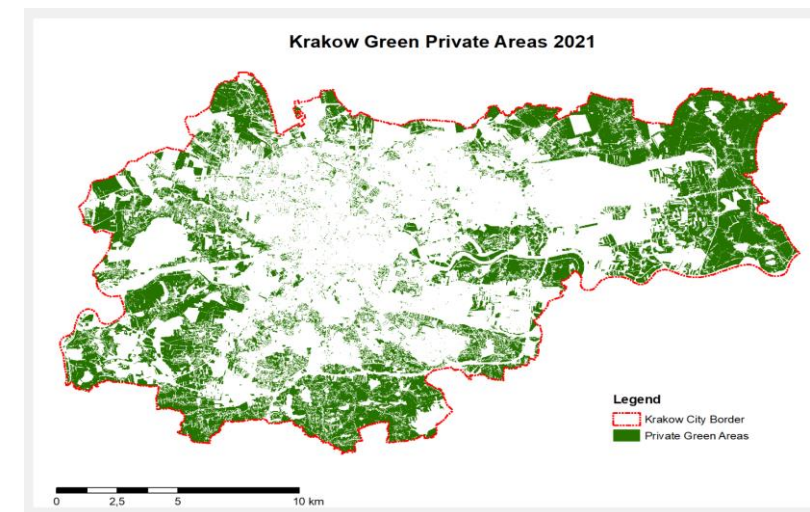 Krakow Green Private Areas 2021
Legend
Krakow City Border
Private Green Areas
0 2,5 5 10 km